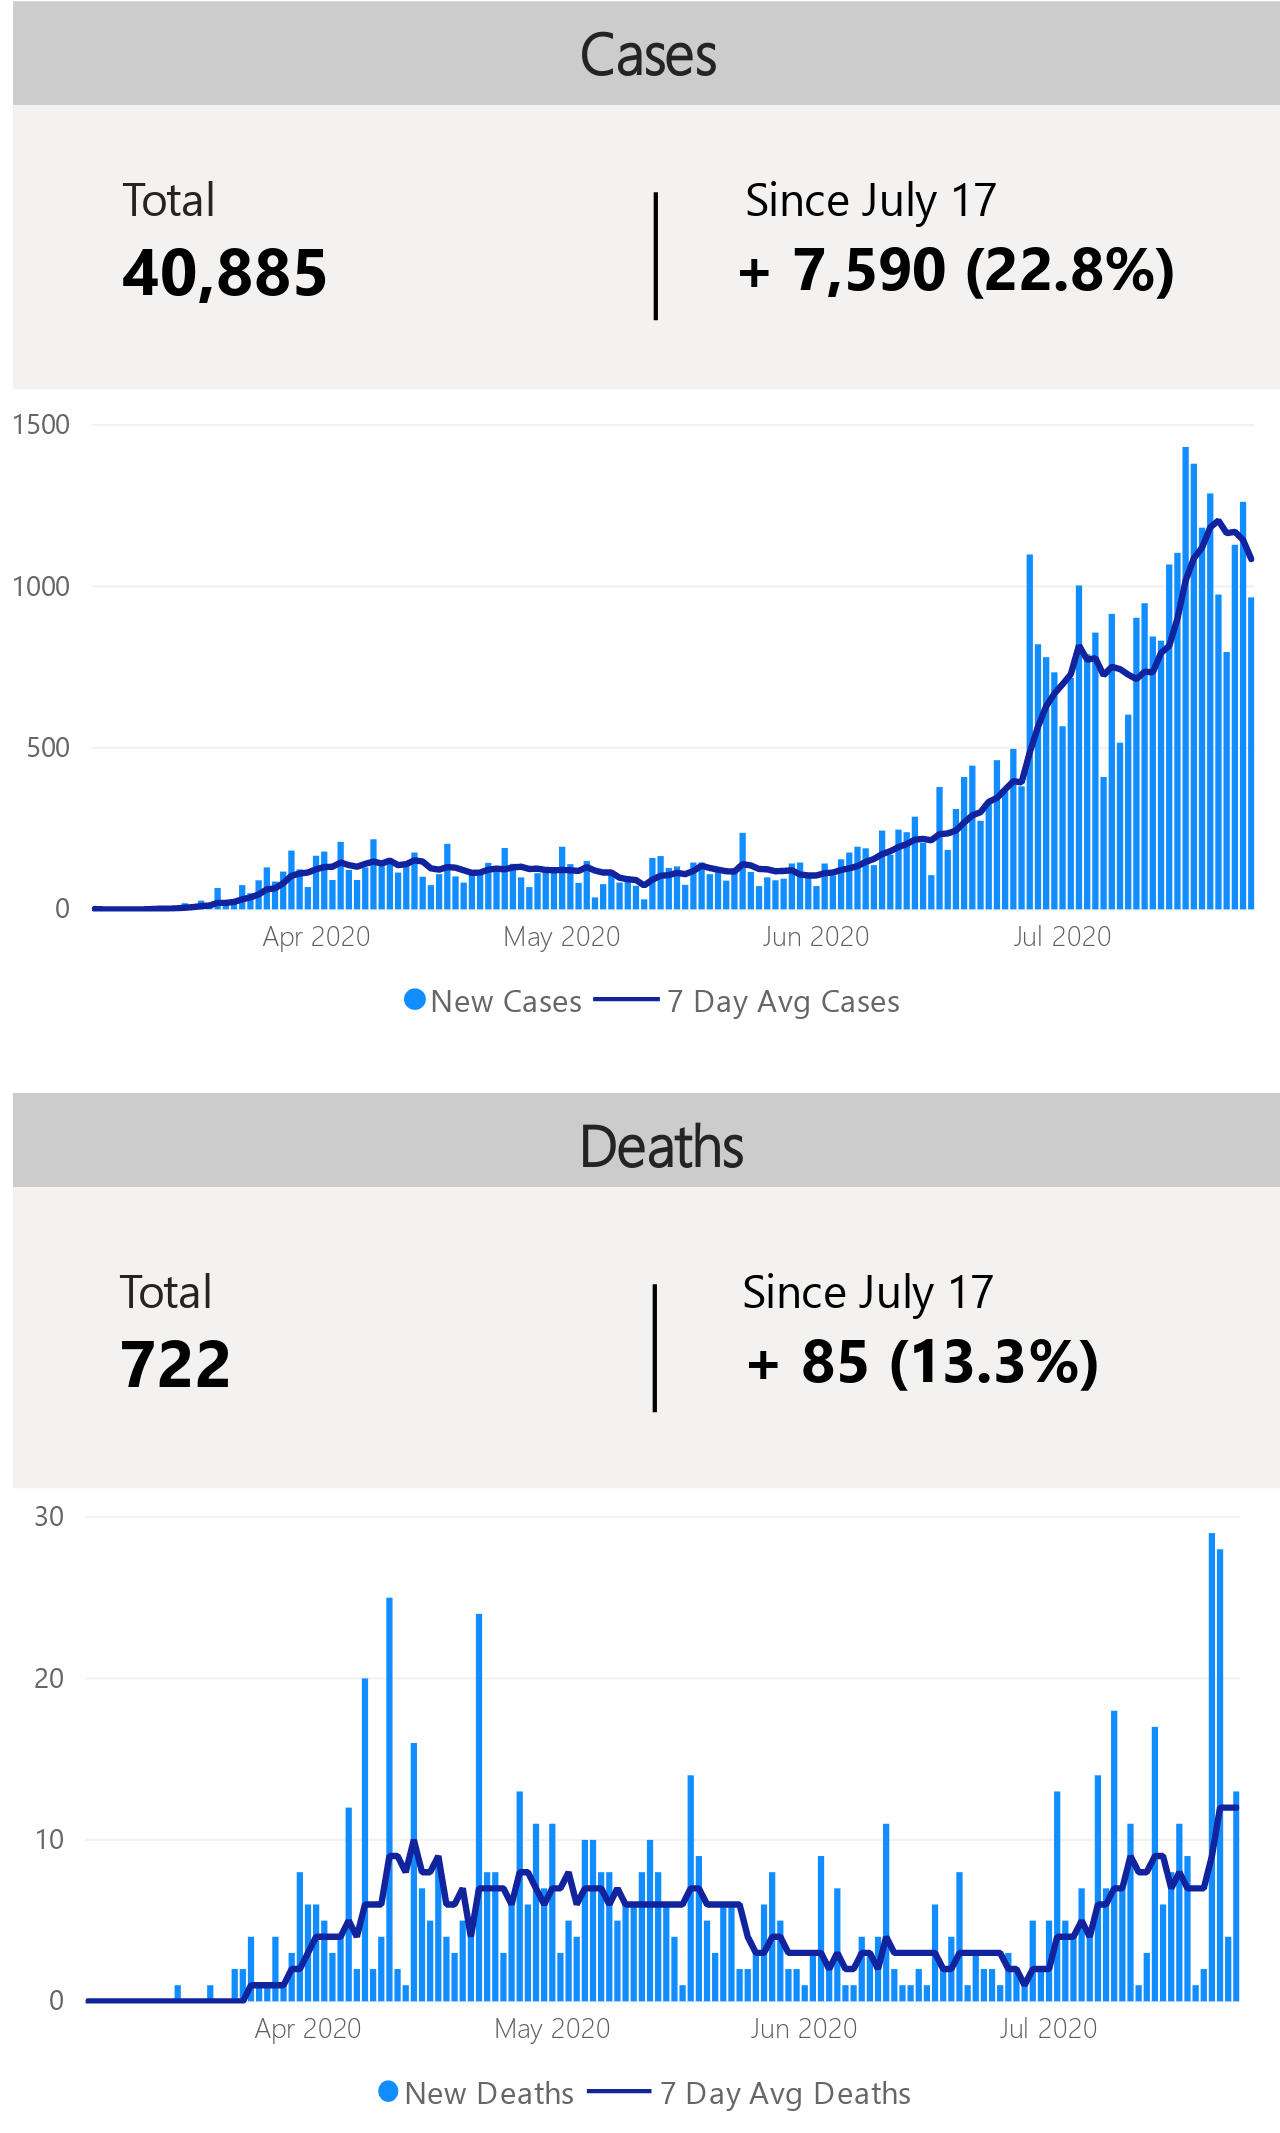 Cases
Total
Since July 17
40,885
+ 7,590 (22.8%)
1500
1000
500
0
Apr 2020
May 2020
Jun 2020
Jul 2020
New Cases
7 Day Avg Cases
Deaths
Total
Since July 17
722
+ 85 (13.3%)
30
20
10
0
Apr 2020
May 2020
Jun 2020
Jul 2020
New Deaths
7 Day Avg Deaths